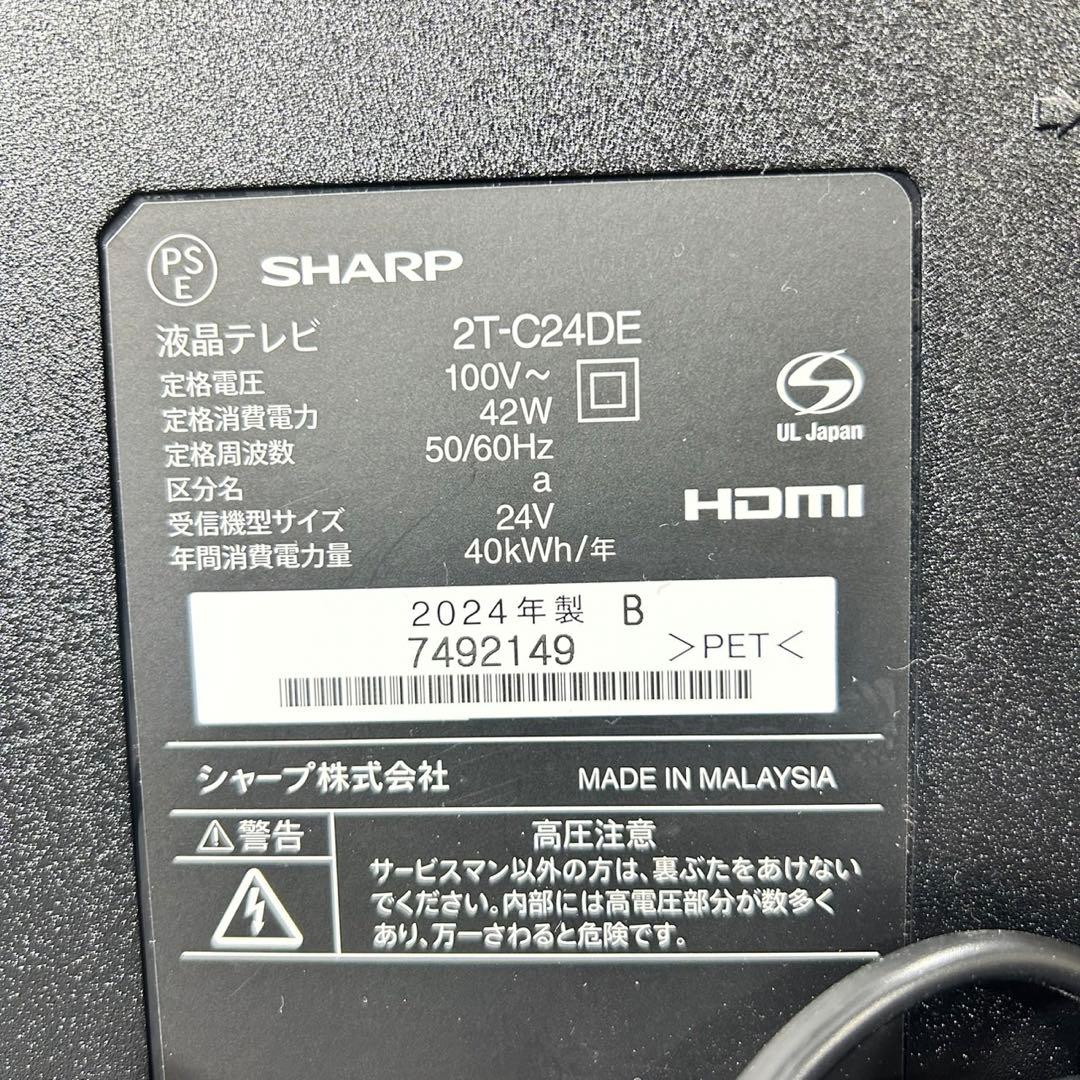 PS
E
SHARP
液晶テレビ 2T-C24DE
定格電圧 100V~
定格消費電力 42W
定格周波数 50/60Hz
区分名 a
受信機型サイズ 24V
年間消費電力量 40kWh/年
UL Japan
HDMI
2024年製 B
7492149 >PET<
シャープ株式会社 MADE IN MALAYSIA
⚠警告
高圧注意
サービスマン以外の方は、裏ぶたをあけない
でください。内部には高電圧部分が数多く
あり、万一さわると危険です。